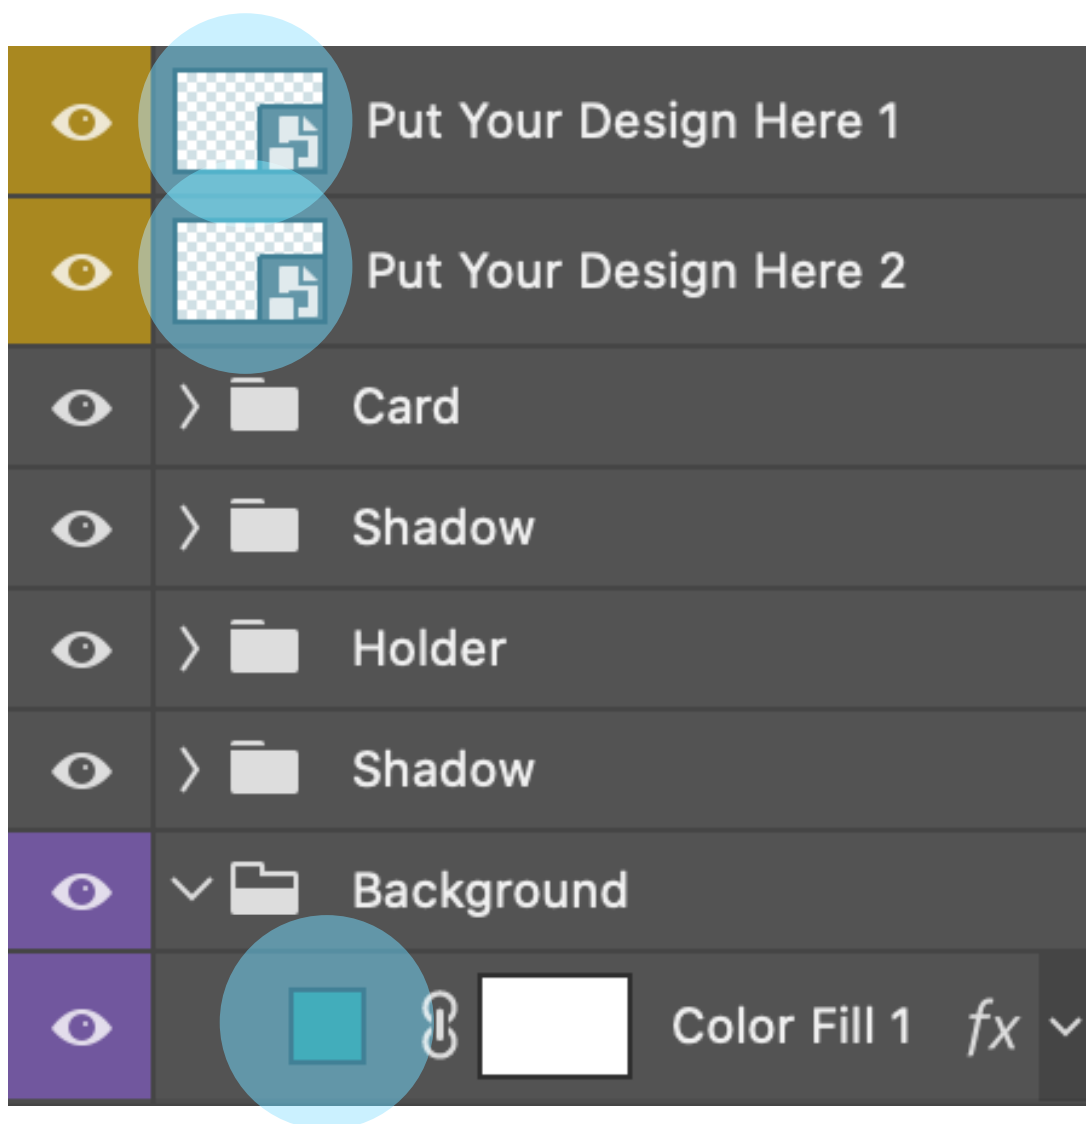 Put Your Design Here 1
Put Your Design Here 2
Card
Shadow
Holder
Shadow
Background
Color Fill 1 fx